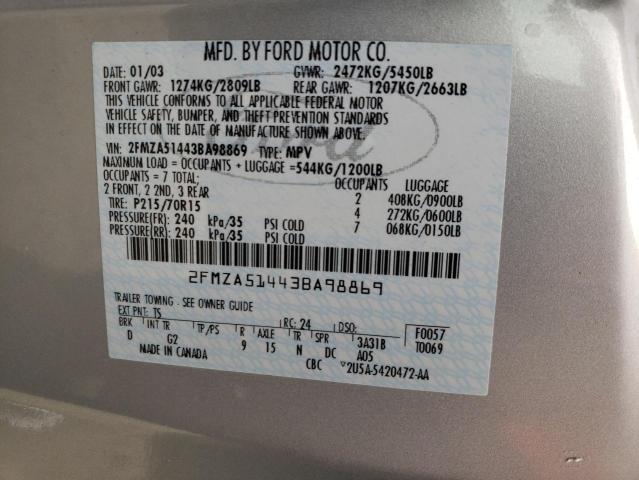 MFD. BY FORD MOTOR CO.
DATE: 01/03 GVWR: 2472KG/5450LB
FRONT GAWR: 1274KG/2809LB REAR GAWR: 1207KG/2663LB
THIS VEHICLE CONFORMS TO ALL APPLICABLE FEDERAL MOTOR
VEHICLE SAFETY, BUMPER, AND THEFT PREVENTION STANDARDS
IN EFFECT ON THE DATE OF MANUFACTURE SHOWN ABOVE.
VIN: 2FMZA51443BA98869 TYPE: MPV
MAXIMUM LOAD = OCCUPANTS + LUGGAGE = 544KG/1200LB
OCCUPANTS = 7 TOTAL; OCCUPANTS LUGGAGE
2 FRONT, 2 2ND, 3 REAR 2 408KG/0900LB
TIRE: P215/70R15 4 272KG/0600LB
PRESSURE(FR): 240 kPa/35 PSI COLD 7 068KG/0150LB
PRESSURE(RR): 240 kPa/35 PSI COLD
2FMZA51443BA98869
TRAILER TOWING - SEE OWNER GUIDE
EXT PNT: TS RC: 24 DSO: F0057
BRK INT TR TP/PS R AXLE TR SPR 3A31B T0069
D G2 9 15 N DC A05
MADE IN CANADA CBC 2U5A-5420472-AA
Ford